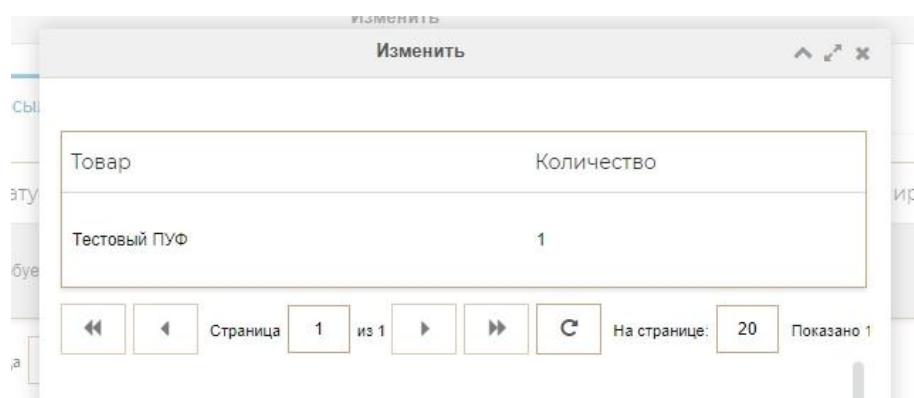 Изменить
Изменить
Товар Количество
Тестовый ПУФ 1
Страница 1 из 1 На странице: 20 Показано 1